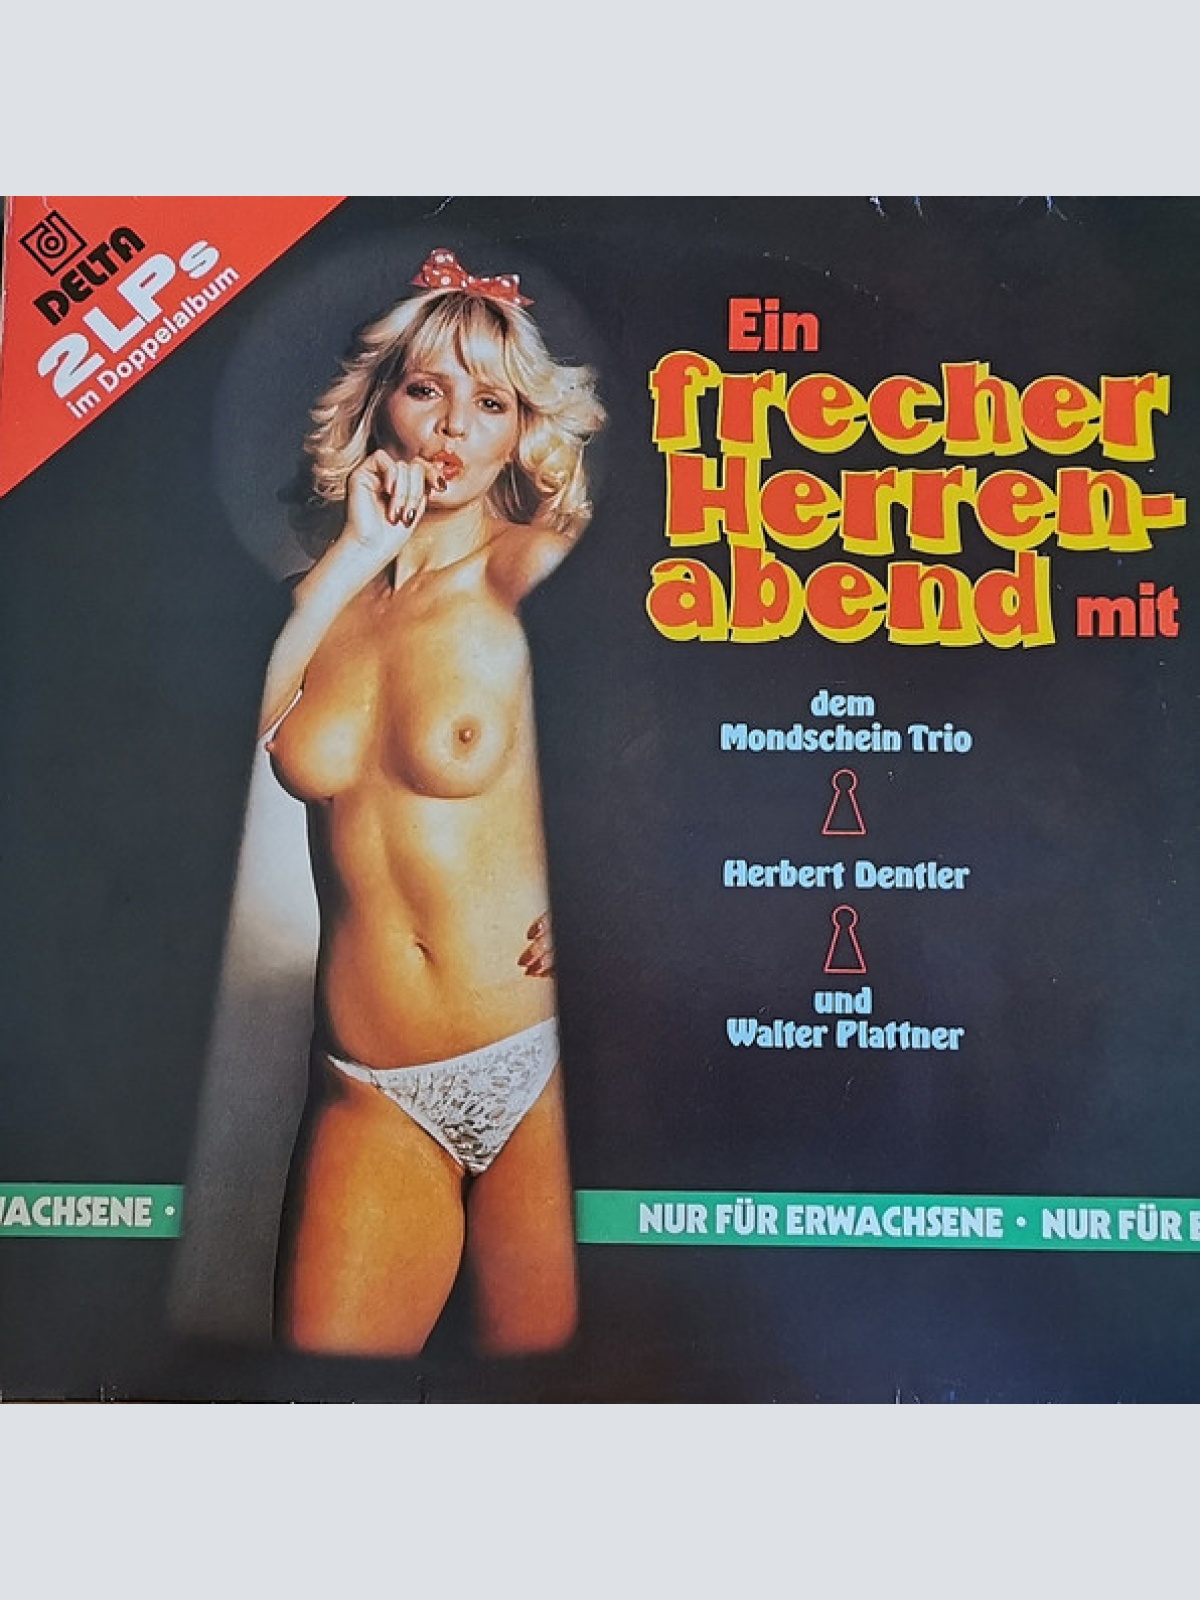 DELTA
2LPs
im Doppelalbum
Ein
frecher
Herren-
abend mit
dem
Mondschein Trio
Herbert Dentler
und
Walter Plattner
WACHSENE •
NUR FÜR ERWACHSENE • NUR FÜR E